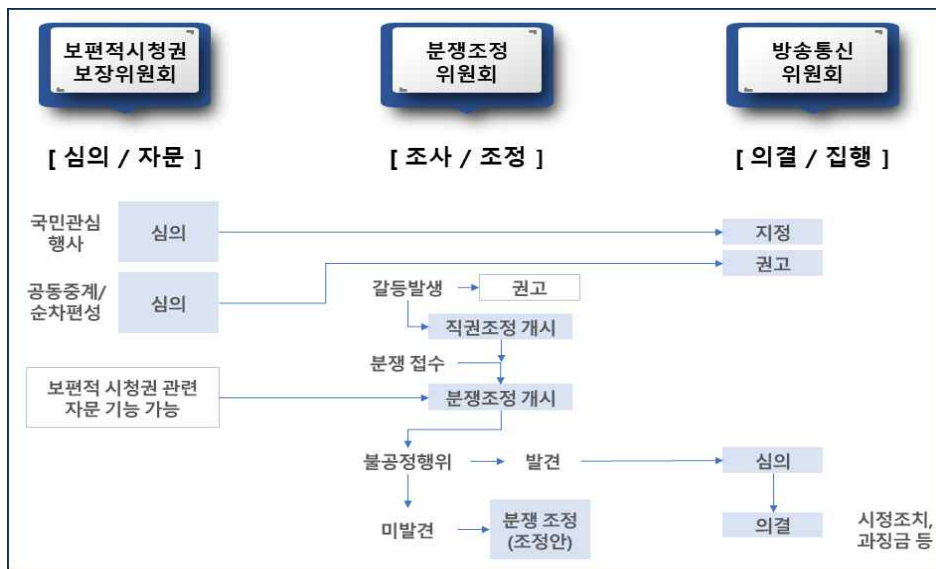 보편적시청권
보장위원회
분쟁조정
위원회
방송통신
위원회
[ 심의 / 자문 ]
[ 조사 / 조정 ]
[ 의결 / 집행 ]
국민관심
행사
심의
지정
권고
공동중계/
순차편성
심의
갈등발생
권고
직권조정 개시
분쟁 접수
보편적 시청권 관련
자문 기능 가능
분쟁조정 개시
불공정행위
발견
심의
미발견
분쟁 조정
(조정안)
의결
시정조치,
과징금 등